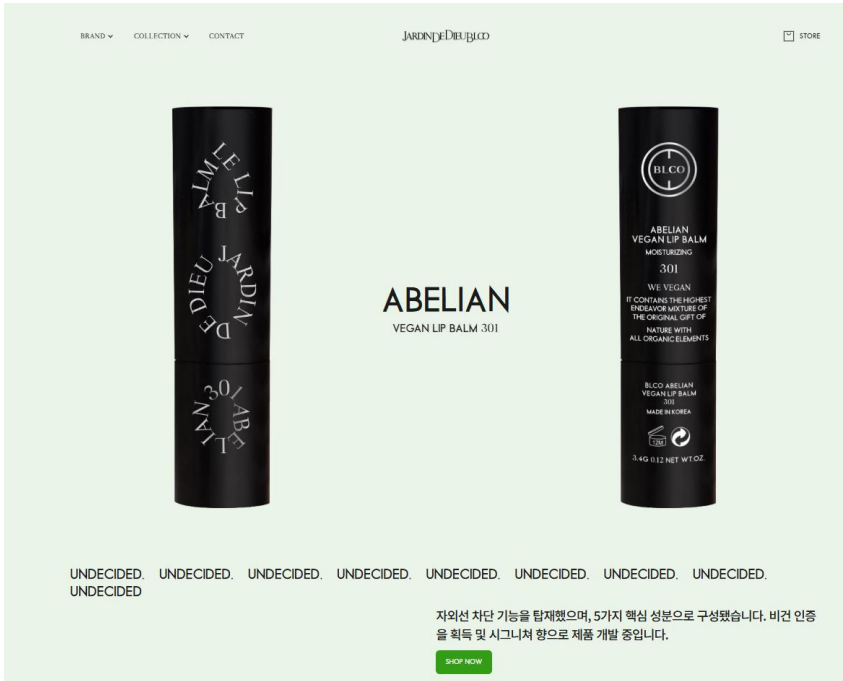 BRAND COLLECTION CONTACT JARDINDEDIEUBLCO STORE
LE LIP BALM
JARDIN DE DIEU
301 ABELIAN
ABELIAN
VEGAN LIP BALM 301
BLCO
ABELIAN
VEGAN LIP BALM
MOISTURIZING
301
WE VEGAN
IT CONTAINS THE HIGHEST
ENDEAVOR MIXTURE OF
THE ORIGINAL GIFT OF
NATURE WITH
ALL ORGANIC ELEMENTS
BLCO ABELIAN
VEGAN LIP BALM
301
MADE IN KOREA
12M
3.4G 0.12 NET WT.OZ.
UNDECIDED. UNDECIDED. UNDECIDED. UNDECIDED. UNDECIDED. UNDECIDED. UNDECIDED. UNDECIDED.
UNDECIDED
자외선 차단 기능을 탑재했으며, 5가지 핵심 성분으로 구성됐습니다. 비건 인증
을 획득 및 시그니쳐 향으로 제품 개발 중입니다.
SHOP NOW